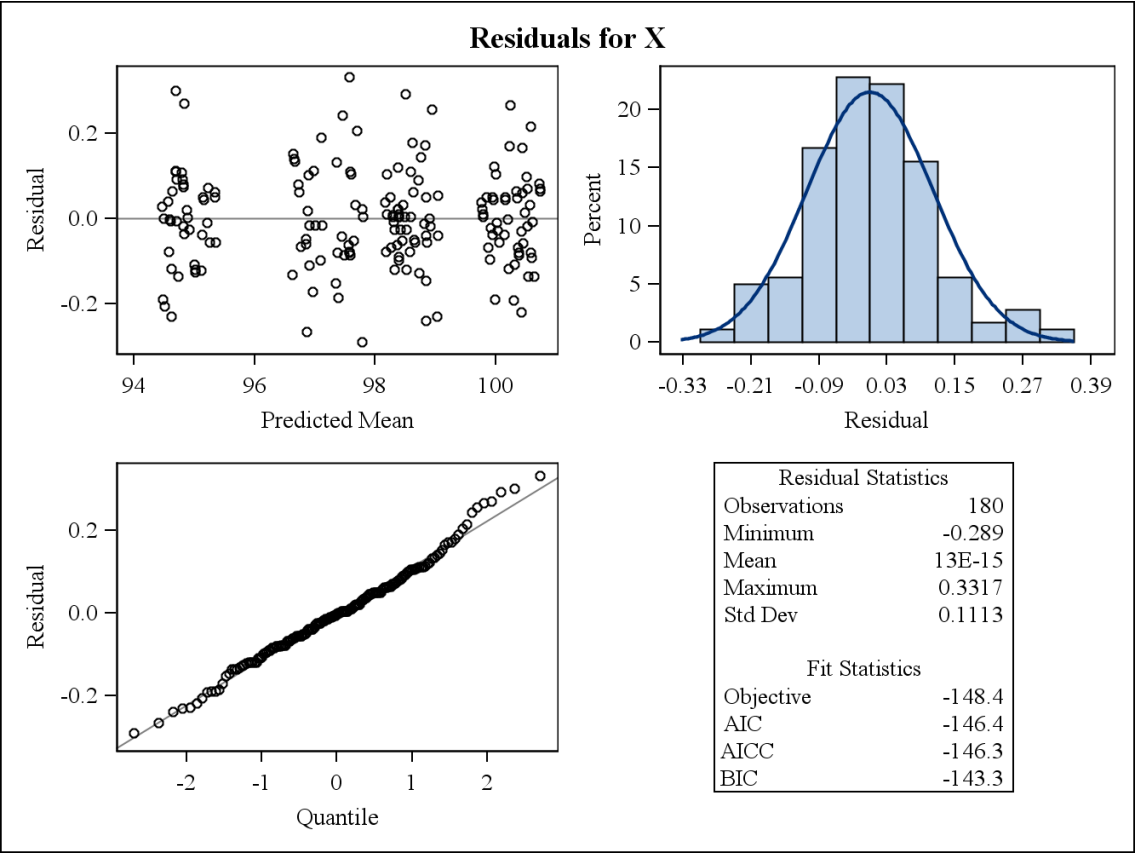 Residuals for X
Residual
0.2
0.0
-0.2
94 96 98 100
Predicted Mean
Percent
20
15
10
5
0
-0.33 -0.21 -0.09 0.03 0.15 0.27 0.39
Residual
Residual
0.2
0.0
-0.2
-2 -1 0 1 2
Quantile
Residual Statistics
Observations 180
Minimum -0.289
Mean 13E-15
Maximum 0.3317
Std Dev 0.1113
Fit Statistics
Objective -148.4
AIC -146.4
AICC -146.3
BIC -143.3